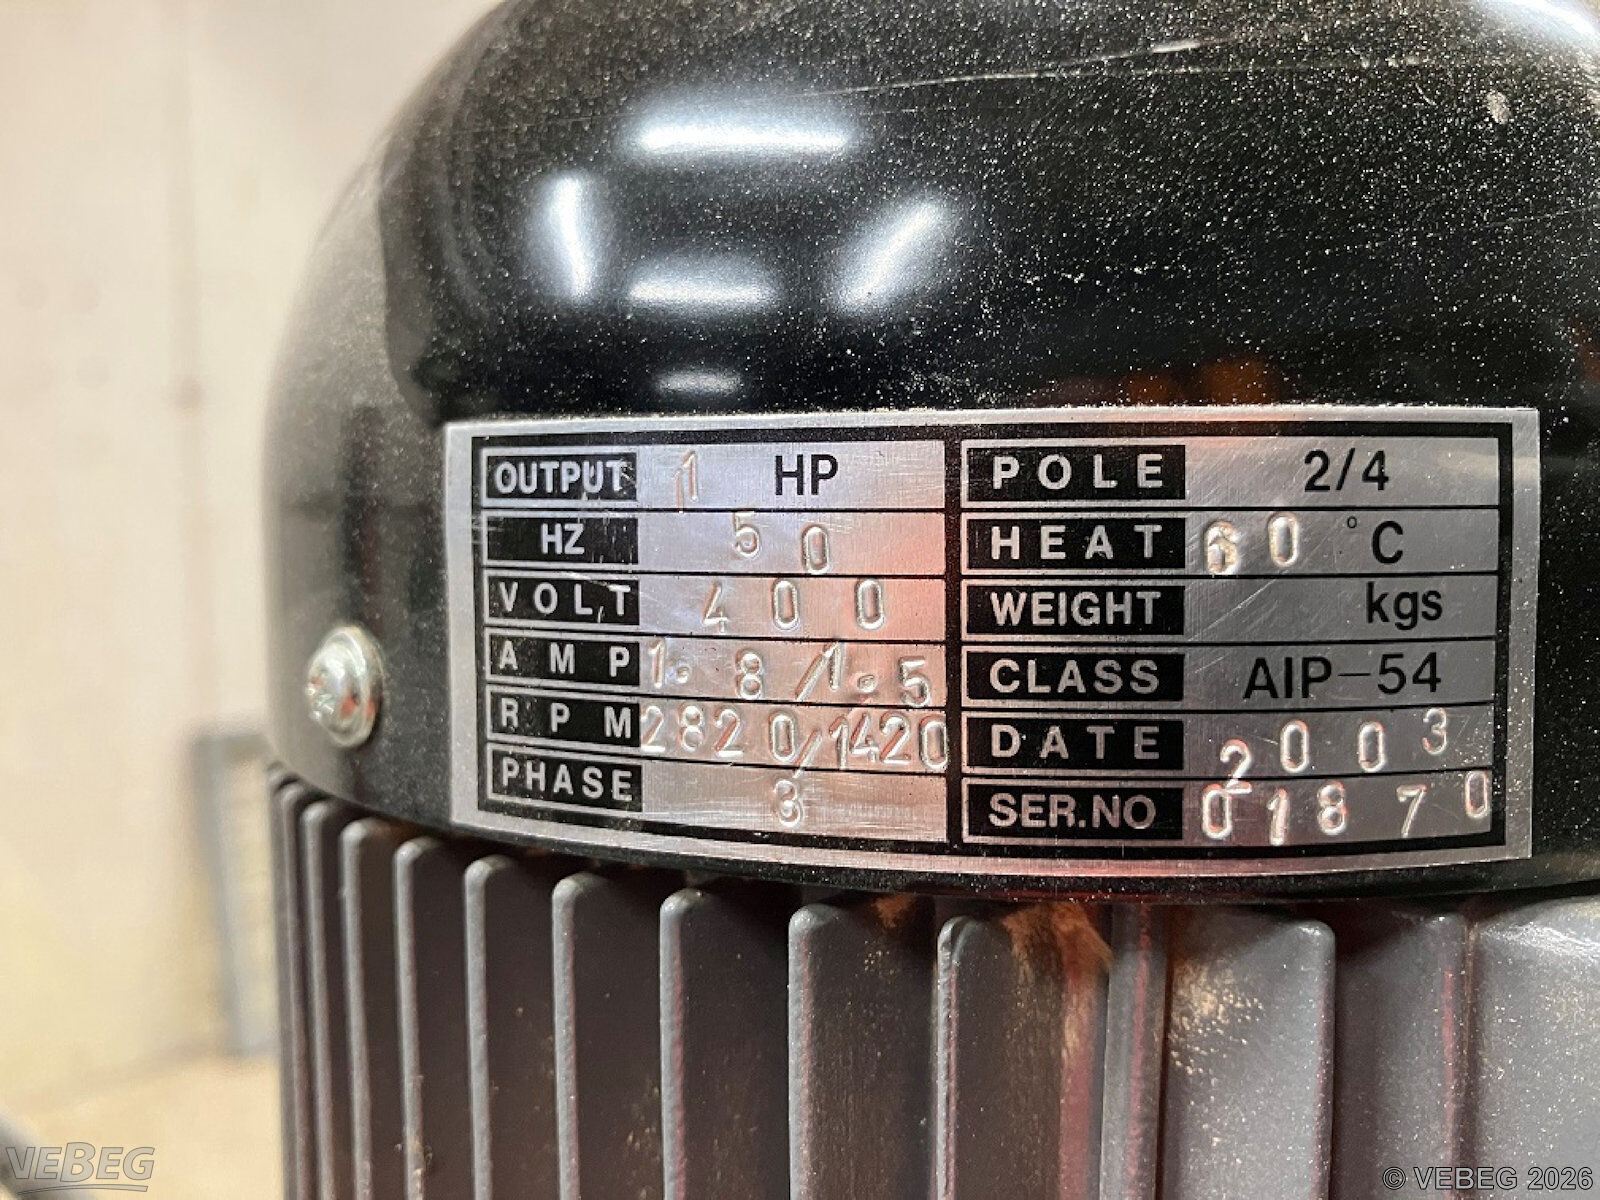 OUTPUT 1 HP
HZ 50
VOLT 400
AMP 1.8/1.5
RPM 2820/1420
PHASE 3
POLE 2/4
HEAT 60 °C
WEIGHT kgs
CLASS AIP-54
DATE 2003
SER.NO 01870
VEBEG
© VEBEG 2026